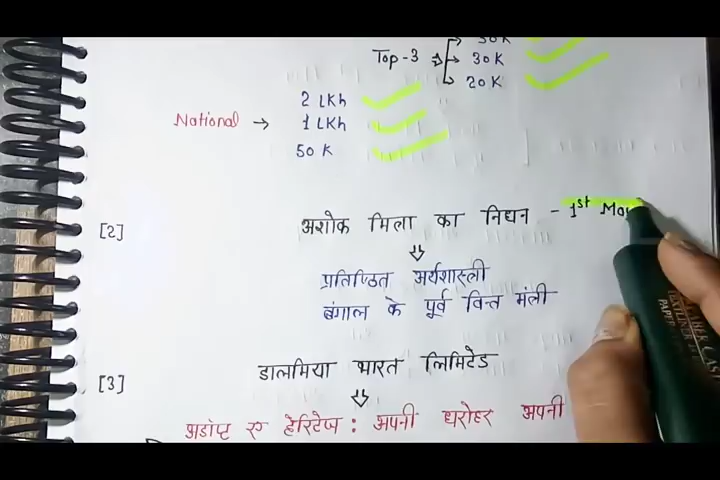 Top-3 ⇒ → 30K
20K
2 LKh
National → 1 LKh
50 K
[2] अशोक मित्रा का निधन - 1st
प्रतिष्ठित अर्थशास्त्री
बंगाल के पूर्व वित्त मंत्री
[3] डालमिया भारत लिमिटेड
अडॉप्ट ए हेरिटेज : अपनी धरोहर अपनी